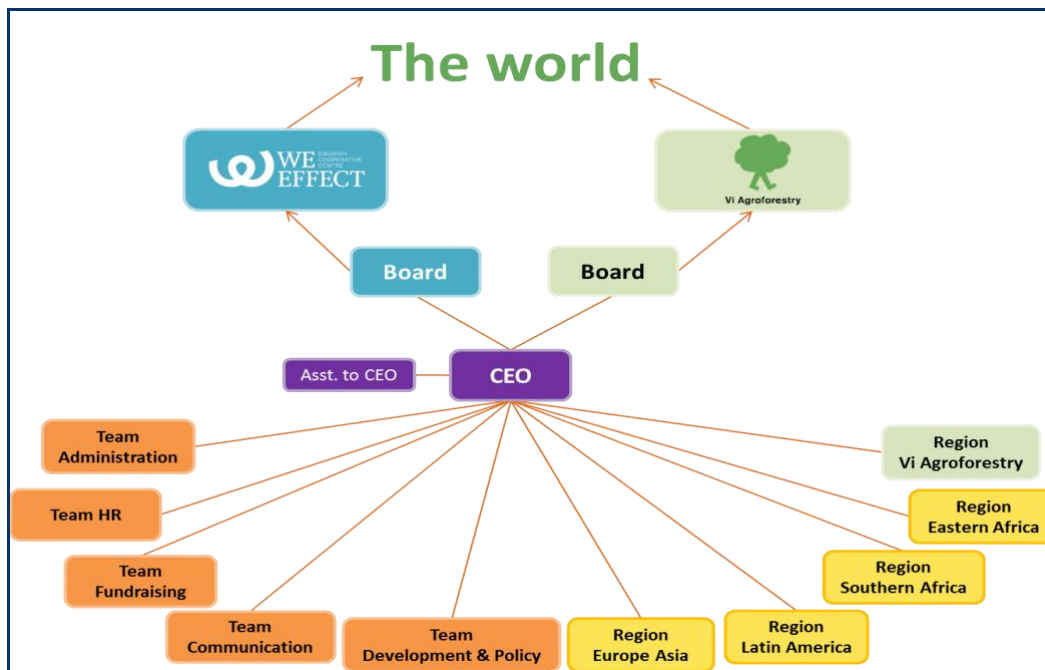 The world
WE
EFFECT
SWEDISH
COOPERATIVE
CENTRE
Vi Agroforestry
Board
Board
Asst. to CEO
CEO
Team
Administration
Region
Vi Agroforestry
Team HR
Region
Eastern Africa
Team
Fundraising
Region
Southern Africa
Team
Communication
Team
Development & Policy
Region
Europe Asia
Region
Latin America